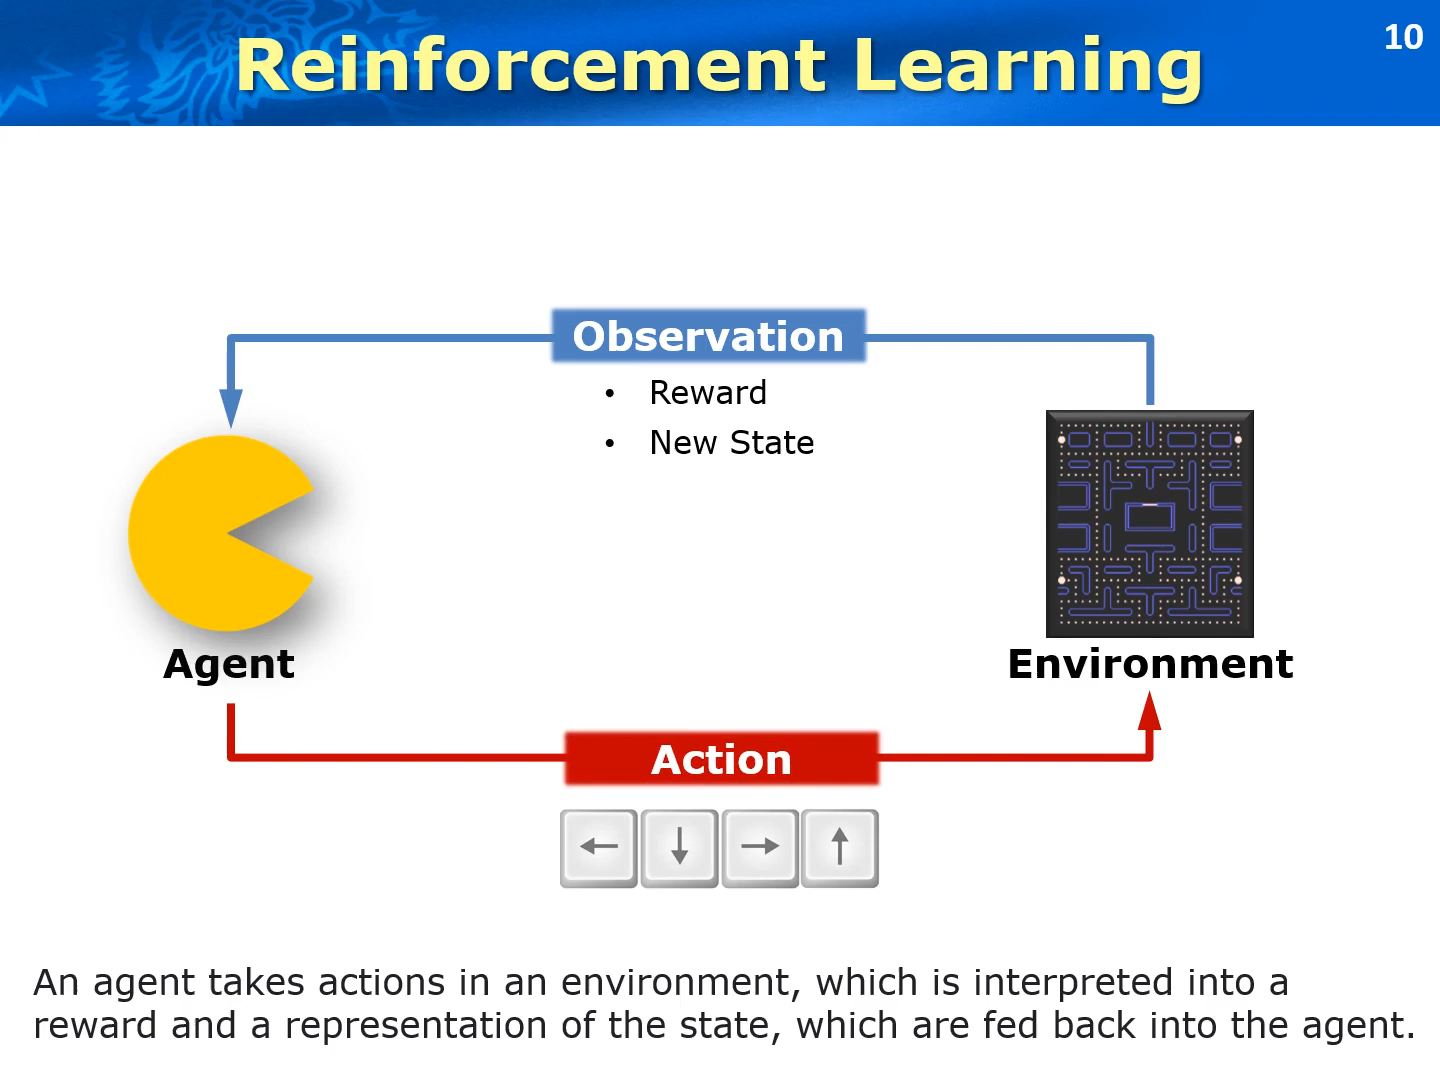 Reinforcement Learning
10
Observation
• Reward
• New State
Agent
Environment
Action
← ↓ → ↑
An agent takes actions in an environment, which is interpreted into a
reward and a representation of the state, which are fed back into the agent.